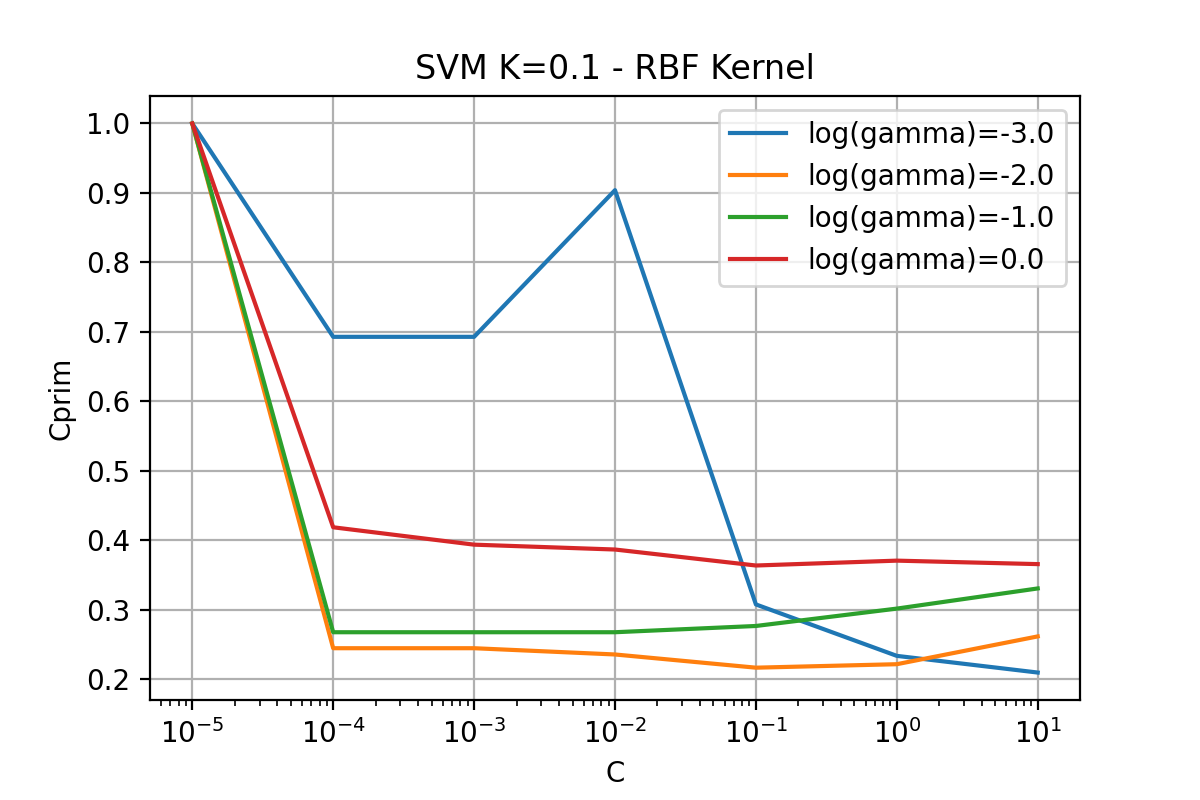 SVM K=0.1 - RBF Kernel
log(gamma)=-3.0
log(gamma)=-2.0
log(gamma)=-1.0
log(gamma)=0.0
Cprim
1.0
0.9
0.8
0.7
0.6
0.5
0.4
0.3
0.2
10⁻⁵ 10⁻⁴ 10⁻³ 10⁻² 10⁻¹ 10⁰ 10¹
C